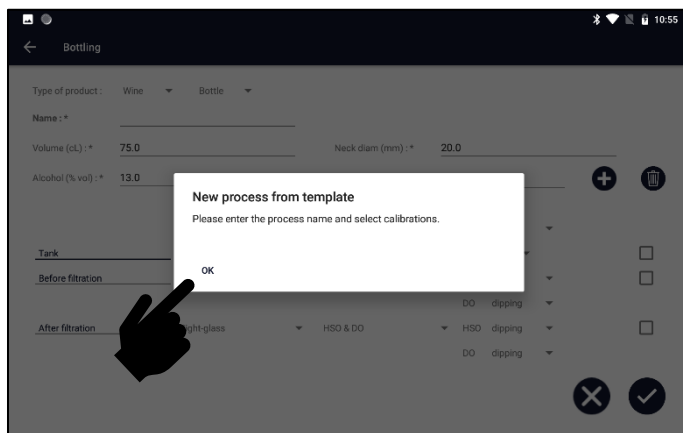 10:55
Bottling
Type of product : Wine Bottle
Name : *
Volume (cL) : * 75.0 Neck diam (mm) : * 20.0
Alcohol (% vol) : * 13.0
New process from template
Please enter the process name and select calibrations.
OK
Tank
Before filtration
DO dipping
After filtration HSO & DO HSO dipping
DO dipping